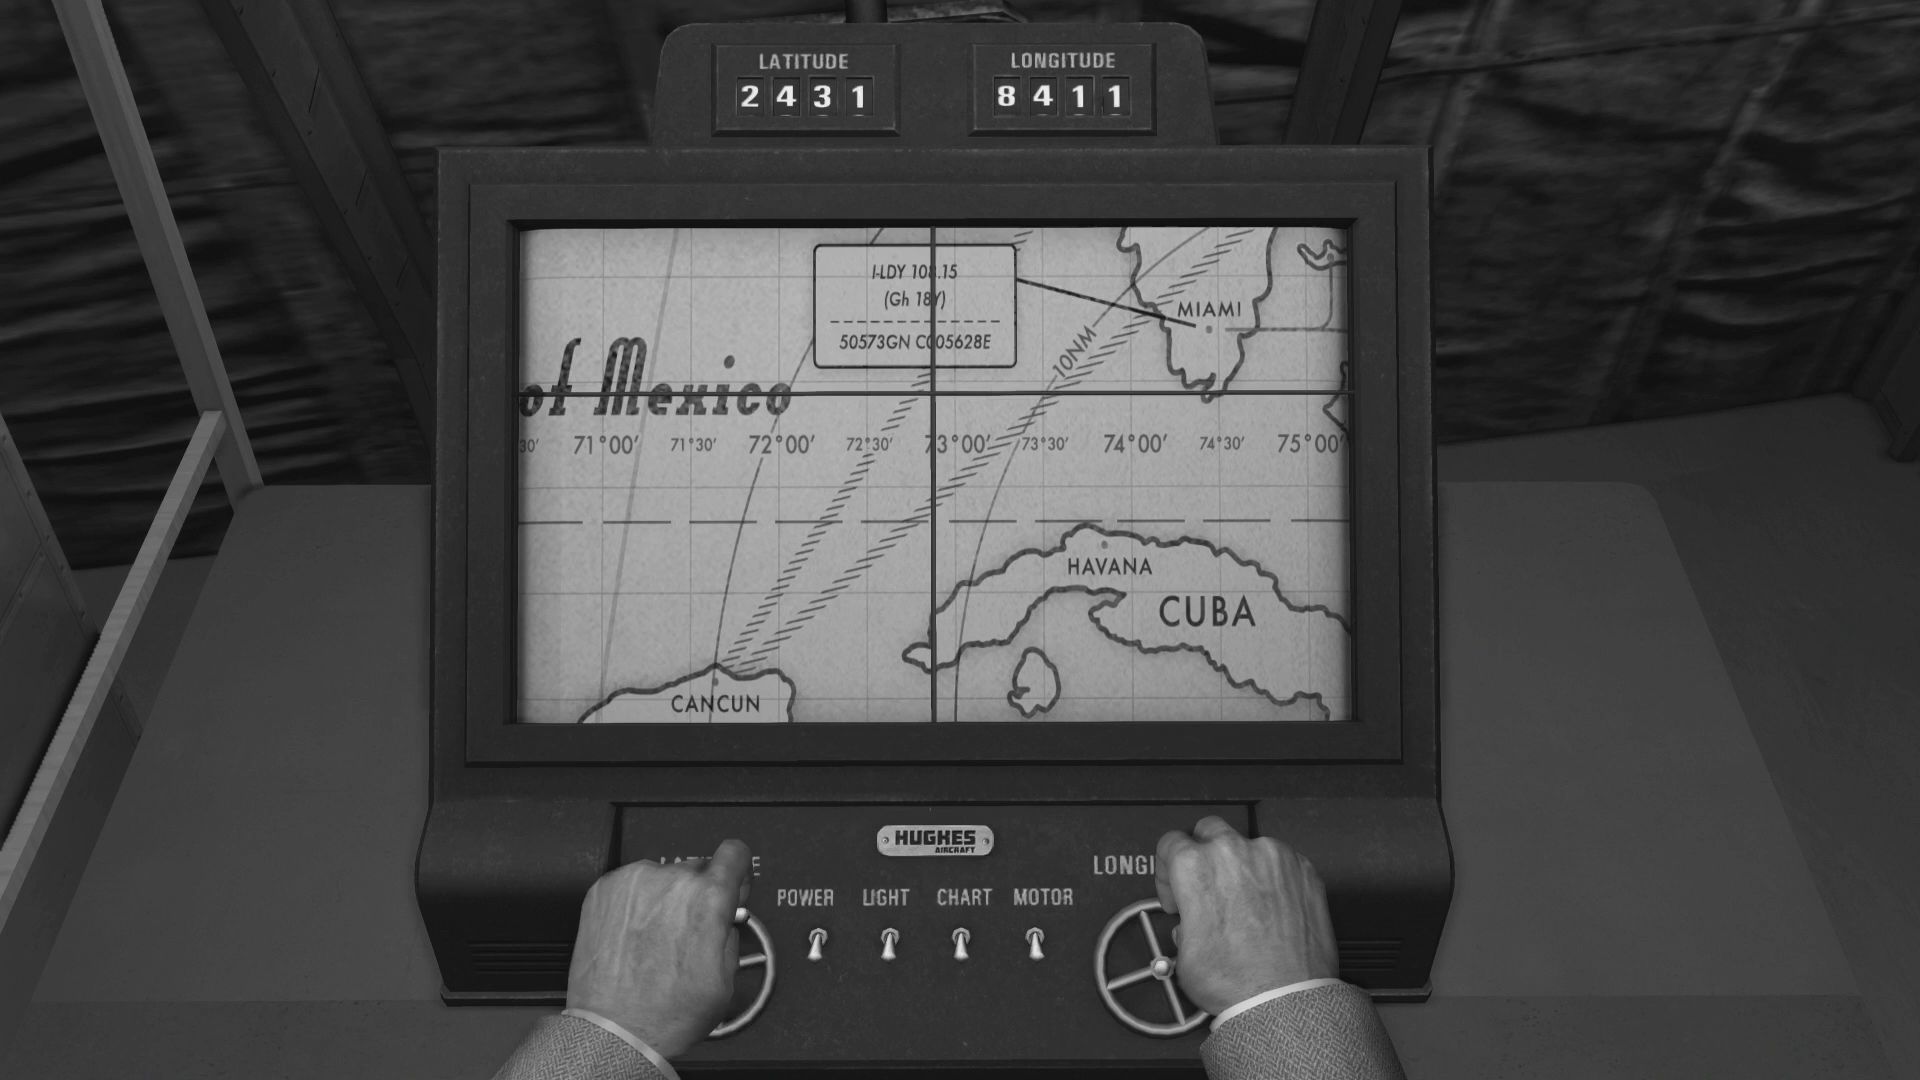 LATITUDE
2431
LONGITUDE
8411
I-LDY 108.15
(Gh 18Y)
50573GN C005628E
MIAMI
10NM
of Mexico
30' 71°00' 71°30' 72°00' 72°30' 73°00' 73°30' 74°00' 74°30' 75°00'
HAVANA
CUBA
CANCUN
HUGHES
AIRCRAFT
LONGI
POWER LIGHT CHART MOTOR